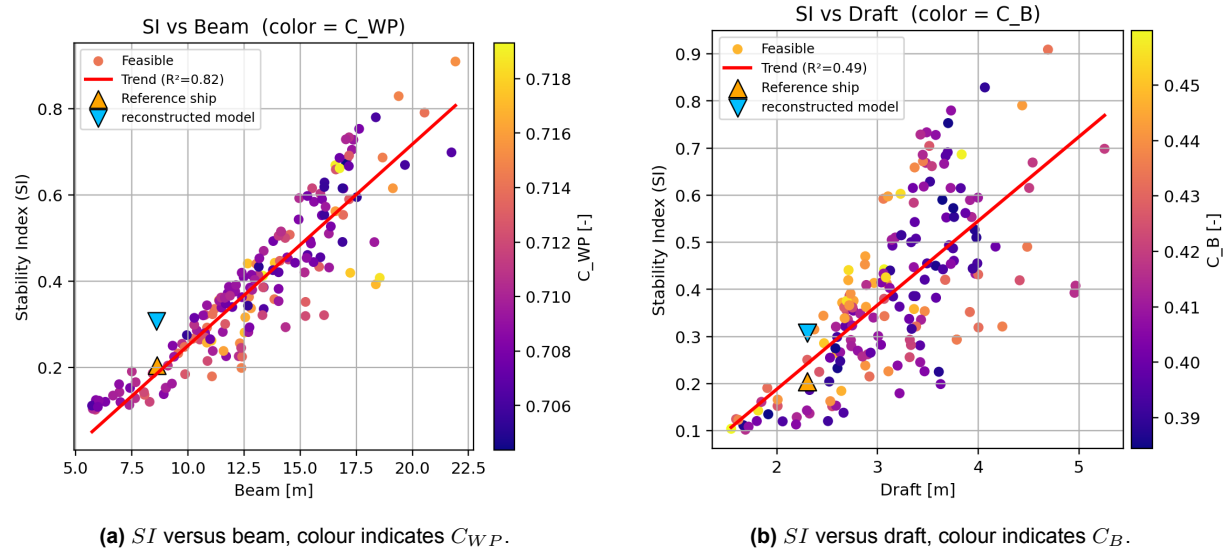 SI vs Beam (color = C_WP)
Feasible
Trend (R²=0.82)
Reference ship
reconstructed model
Stability Index (SI)
0.8
0.6
0.4
0.2
5.0 7.5 10.0 12.5 15.0 17.5 20.0 22.5
Beam [m]
0.718
0.716
0.714
0.712
0.710
0.708
0.706
C_WP [-]
(a) SI versus beam, colour indicates C_WP.
SI vs Draft (color = C_B)
Feasible
Trend (R²=0.49)
Reference ship
reconstructed model
Stability Index (SI)
0.9
0.8
0.7
0.6
0.5
0.4
0.3
0.2
0.1
2 3 4 5
Draft [m]
0.45
0.44
0.43
0.42
0.41
0.40
0.39
C_B [-]
(b) SI versus draft, colour indicates C_B.